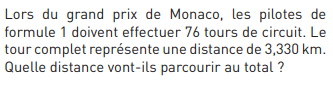 Lors du grand prix de Monaco, les pilotes de
formule 1 doivent effectuer 76 tours de circuit. Le
tour complet représente une distance de 3,330 km.
Quelle distance vont-ils parcourir au total ?